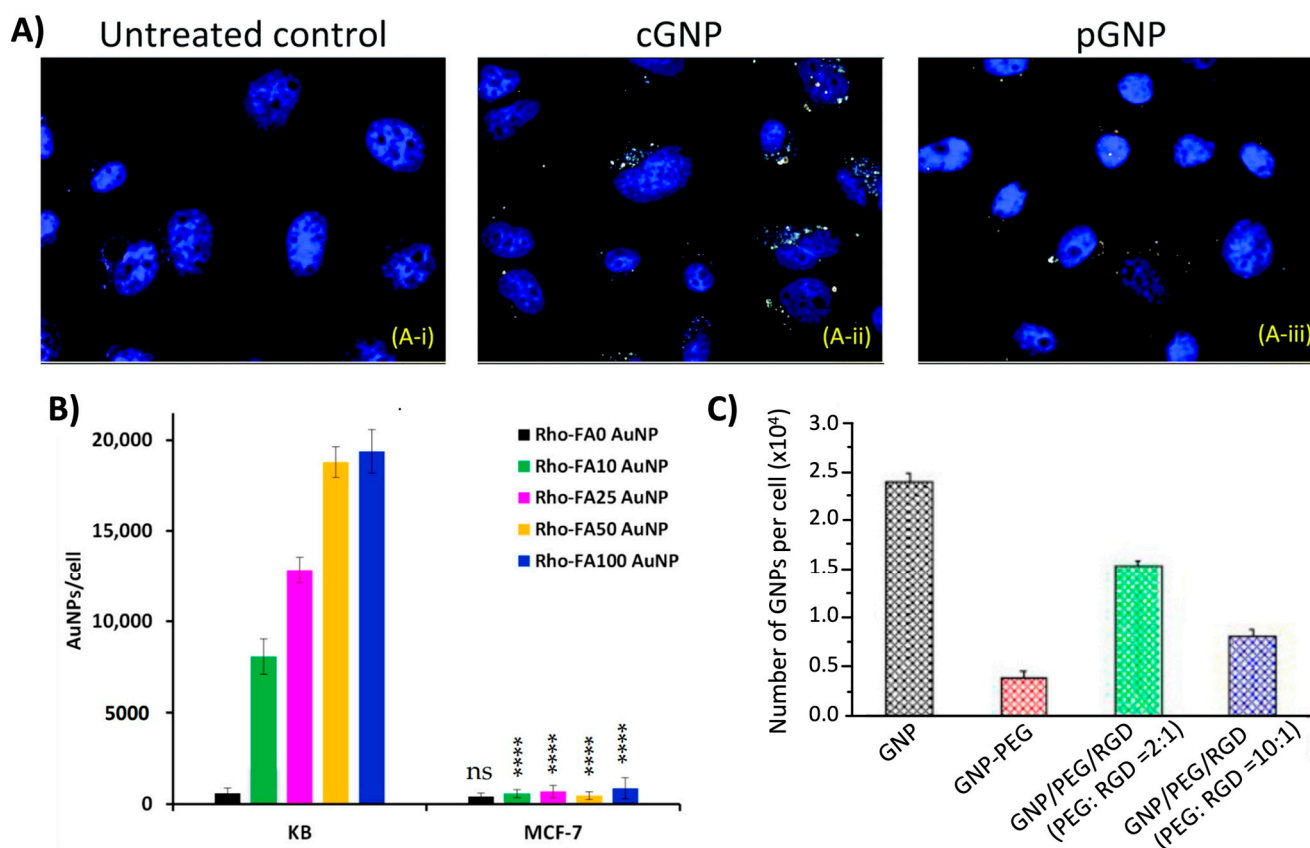 A)
Untreated control
cGNP
pGNP
(A-i)
(A-ii)
(A-iii)
B)
AuNPs/cell
20,000
15,000
10,000
5000
0
Rho-FA0 AuNP
Rho-FA10 AuNP
Rho-FA25 AuNP
Rho-FA50 AuNP
Rho-FA100 AuNP
ns
****
****
****
****
KB
MCF-7
C)
Number of GNPs per cell (x10⁴)
3.0
2.5
2.0
1.5
1.0
0.5
0.0
GNP
GNP-PEG
GNP/PEG/RGD
(PEG: RGD =2:1)
GNP/PEG/RGD
(PEG: RGD =10:1)